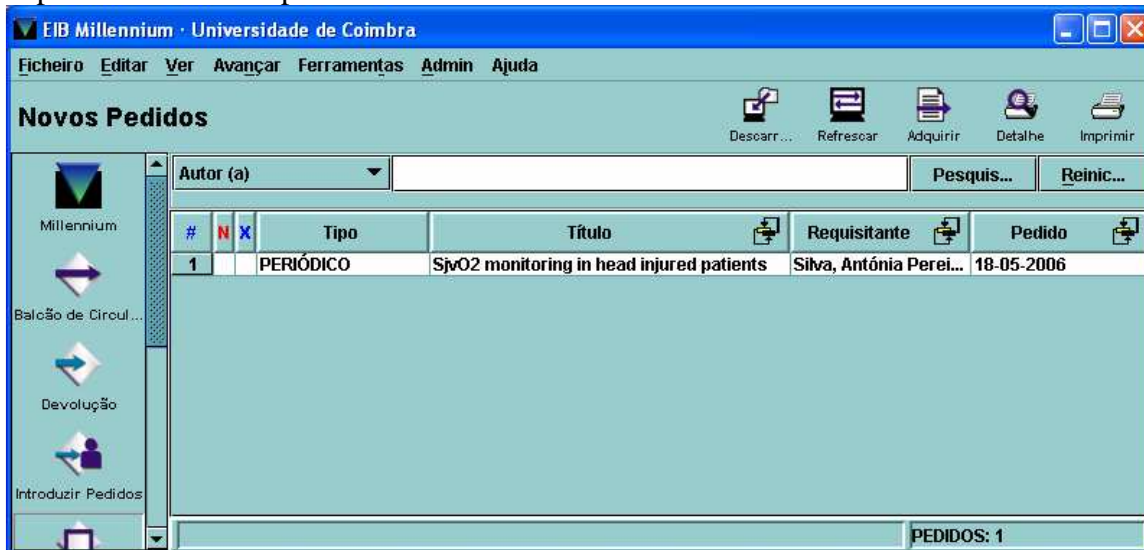 EIB Millennium · Universidade de Coimbra
Ficheiro Editar Ver Avançar Ferramentas Admin Ajuda
Novos Pedidos
Descarr... Refrescar Adquirir Detalhe Imprimir
Autor (a) Pesquis... Reinic...
Millennium
# N X Tipo Título Requisitante Pedido
1 PERIÓDICO SjvO2 monitoring in head injured patients Silva, Antónia Perei... 18-05-2006
Balcão de Circul...
Devolução
Introduzir Pedidos
PEDIDOS: 1